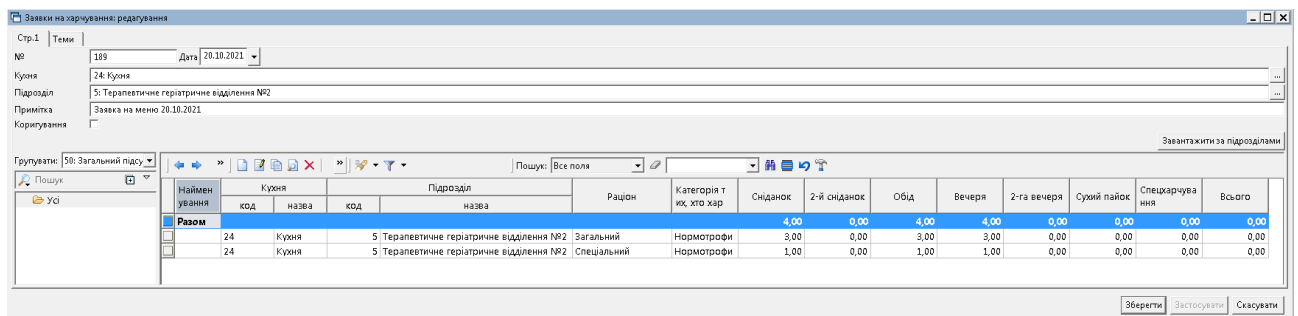 Заявки на харчування: редагування
Стр.1 Теми
№ 189 Дата 20.10.2021
Кухня 24: Кухня ...
Підрозділ 5: Терапевтичне геріатричне відділення №2 ...
Примітка Заявка на меню 20.10.2021
Коригування
Завантажити за підрозділами
Групувати: 50: Загальний підсу
Пошук: Все поля
Пошук
Усі
Наймен Кухня Підрозділ Раціон Категорія т Сніданок 2-й сніданок Обід Вечеря 2-га вечеря Сухий пайок Спецхарчува Всього
ування код назва код назва их, хто хар ння
Разом 4,00 0,00 4,00 4,00 0,00 0,00 0,00 0,00
24 Кухня 5 Терапевтичне геріатричне відділення №2 Загальний Нормотрофи 3,00 0,00 3,00 3,00 0,00 0,00 0,00 0,00
24 Кухня 5 Терапевтичне геріатричне відділення №2 Спеціальний Нормотрофи 1,00 0,00 1,00 1,00 0,00 0,00 0,00 0,00
Зберегти Застосувати Скасувати